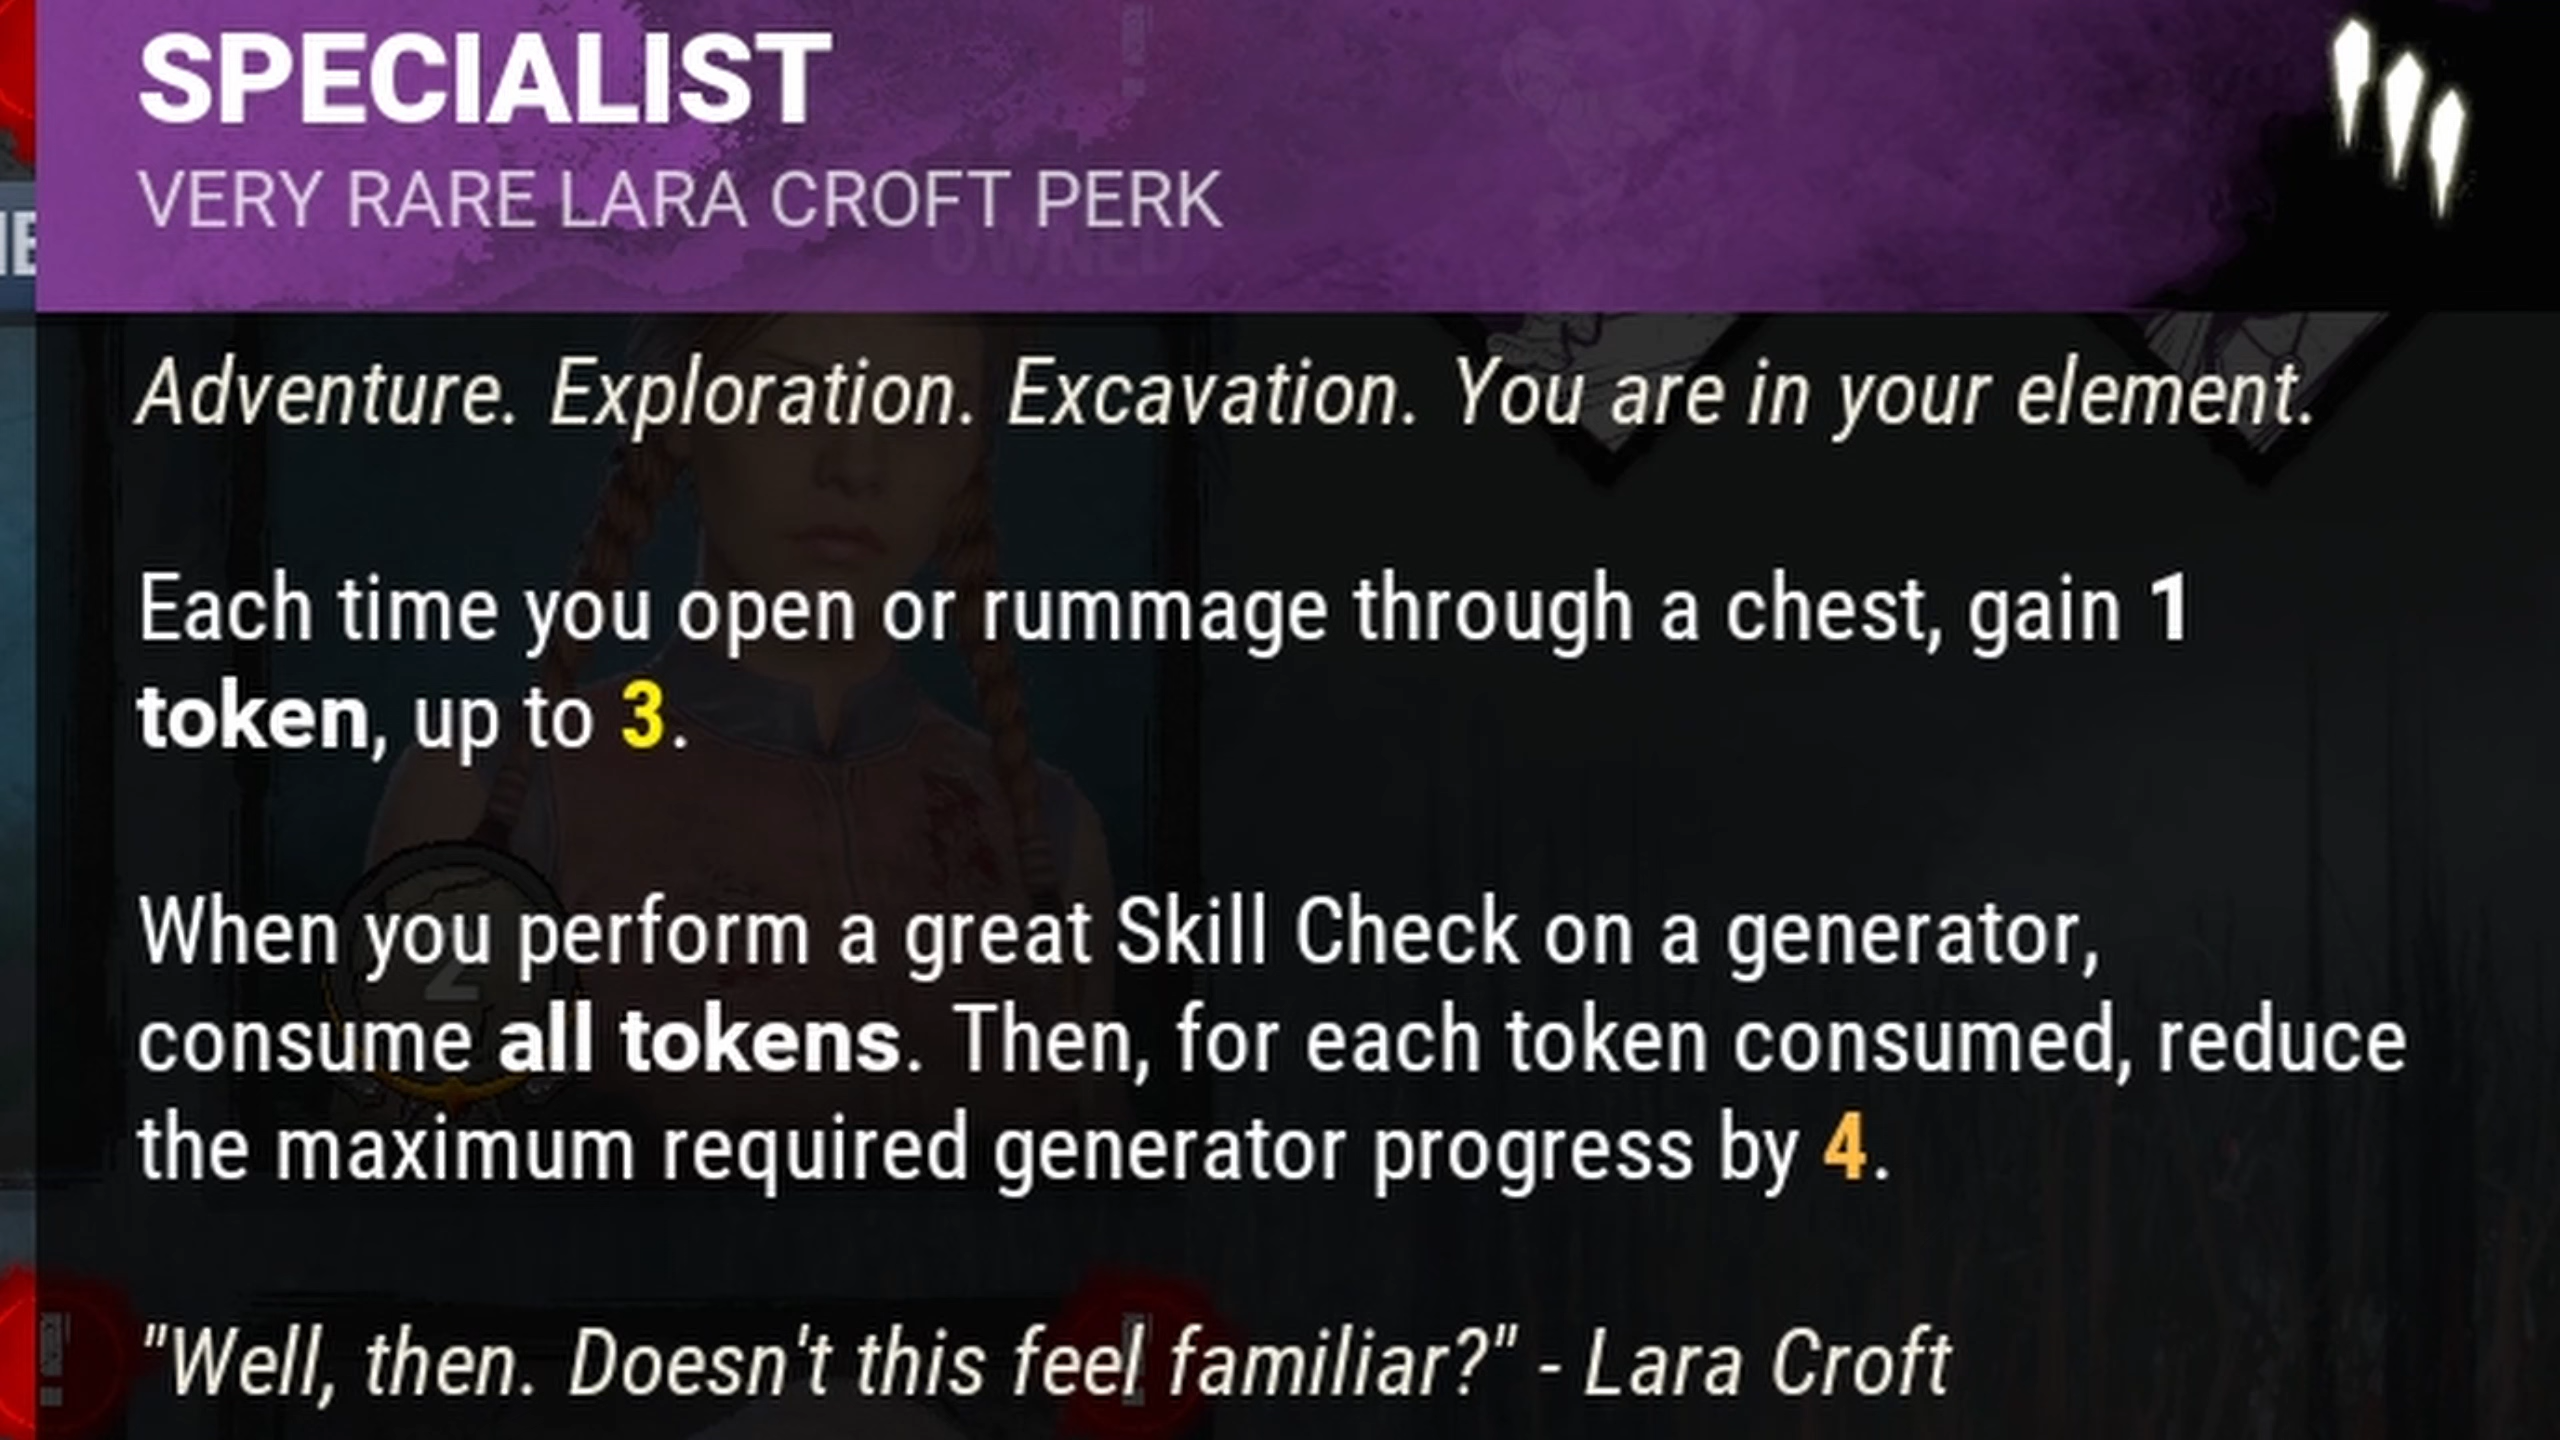 SPECIALIST
VERY RARE LARA CROFT PERK
OWNED
Adventure. Exploration. Excavation. You are in your element.
Each time you open or rummage through a chest, gain 1
token, up to 3.
When you perform a great Skill Check on a generator,
2
consume all tokens. Then, for each token consumed, reduce
the maximum required generator progress by 4.
"Well, then. Doesn't this feel familiar?" - Lara Croft